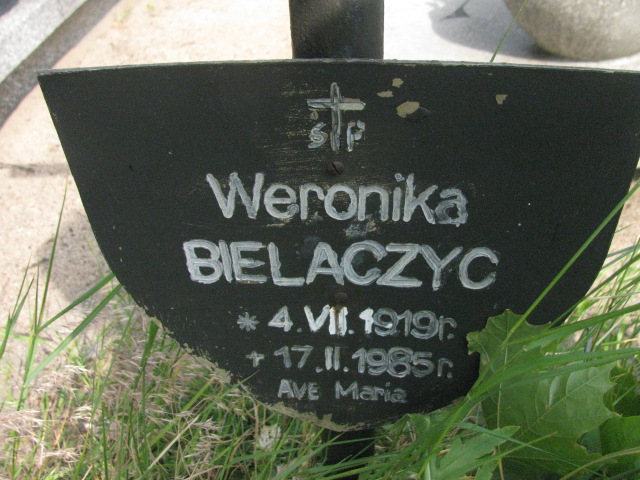 Ś P
Weronika
BIELACZYC
* 4.VII.1919r.
+ 17.II.1985r.
AVE Maria